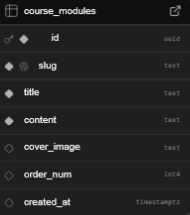 course_modules
id uuid
slug text
title text
content text
cover_image text
order_num int4
created_at timestamptz